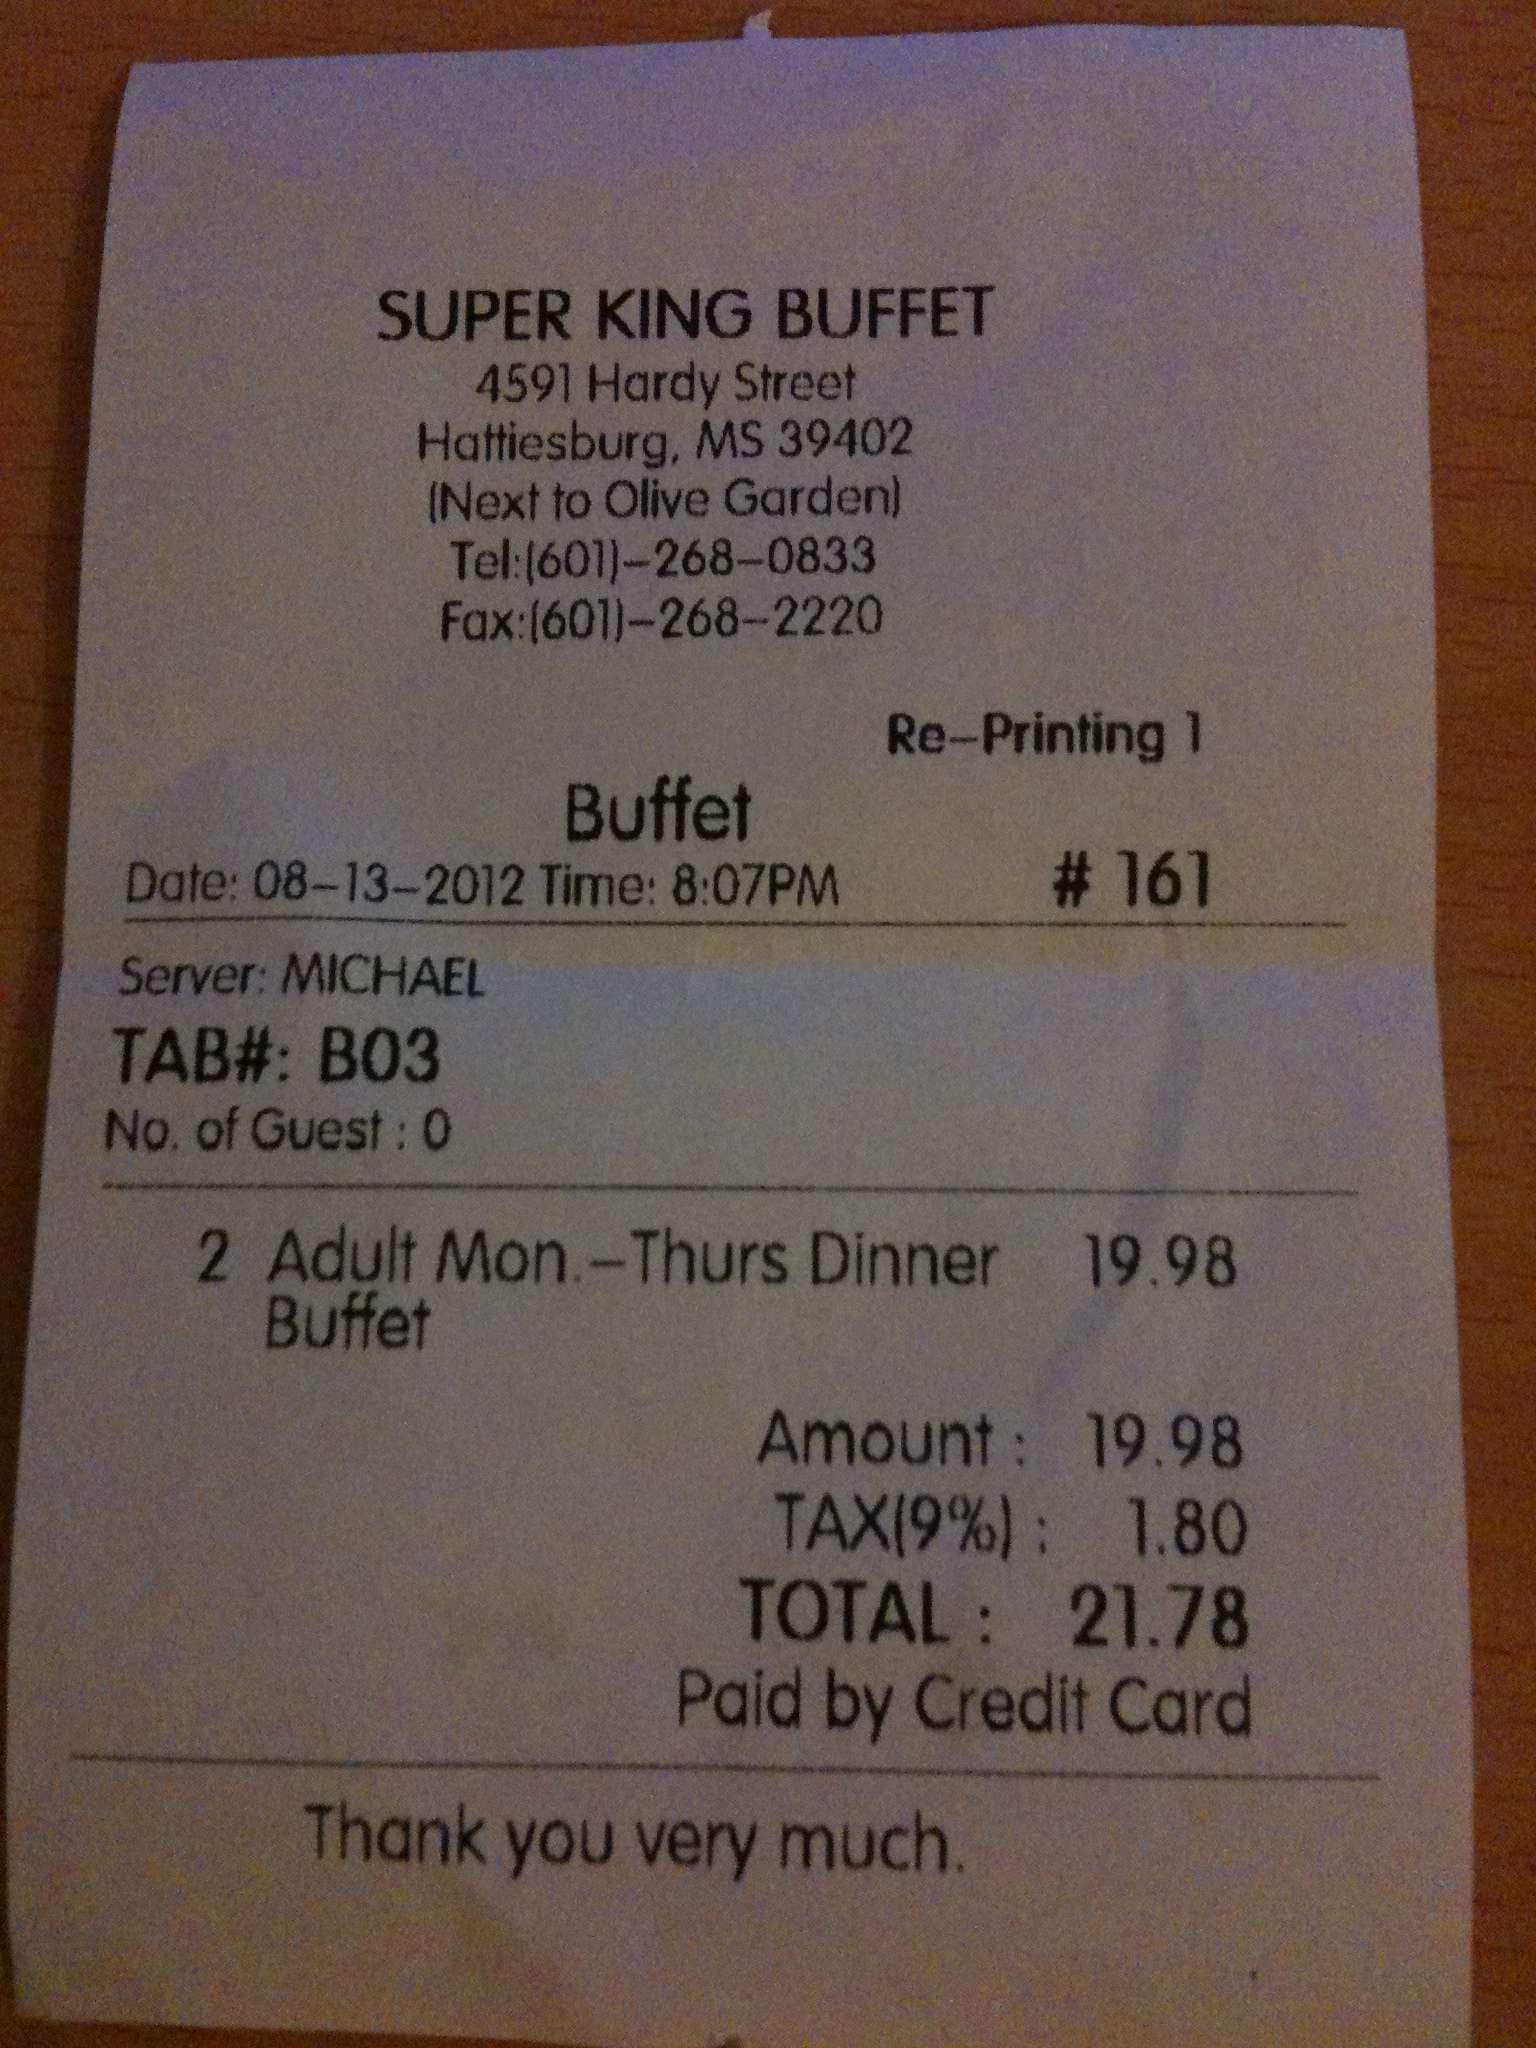 SUPER KING BUFFET
4591 Hardy Street
Hattiesburg, MS 39402
(Next to Olive Garden)
Tel:(601)-268-0833
Fax:(601)-268-2220
Re-Printing 1
Buffet
Date: 08-13-2012 Time: 8:07PM # 161
Server: MICHAEL
TAB#: B03
No. of Guest : 0
2 Adult Mon.-Thurs Dinner 19.98
Buffet
Amount : 19.98
TAX(9%) : 1.80
TOTAL : 21.78
Paid by Credit Card
Thank you very much.